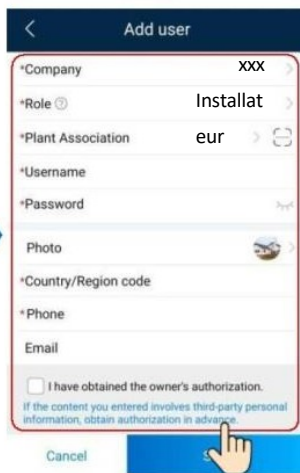 Add user
*Company xxx
*Role Installat
*Plant Association eur
*Username
*Password
Photo
*Country/Region code
*Phone
Email
I have obtained the owner's authorization.
If the content you entered involves third-party personal
information, obtain authorization in advance.
Cancel